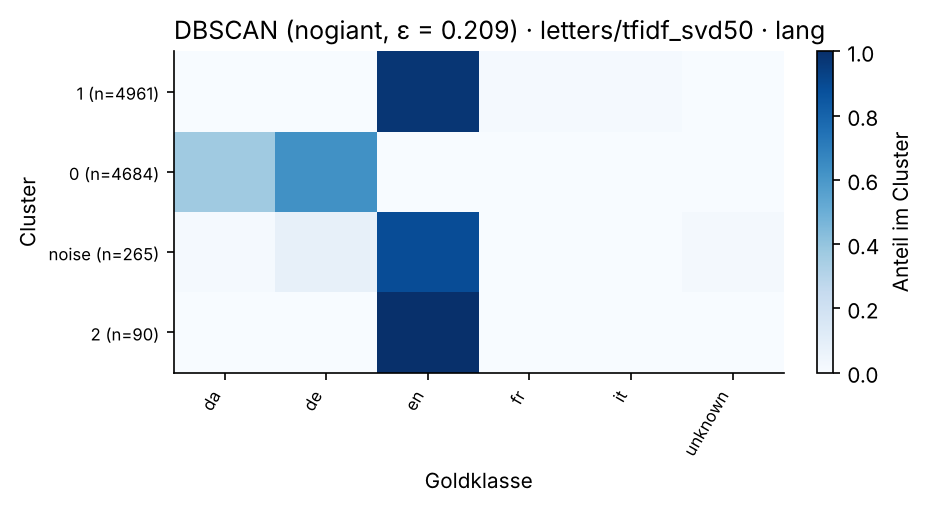 DBSCAN (nogiant, ε = 0.209) · letters/tfidf_svd50 · lang
Cluster
1 (n=4961)
0 (n=4684)
noise (n=265)
2 (n=90)
da
de
en
fr
it
unknown
Goldklasse
1.0
0.8
0.6
0.4
0.2
0.0
Anteil im Cluster